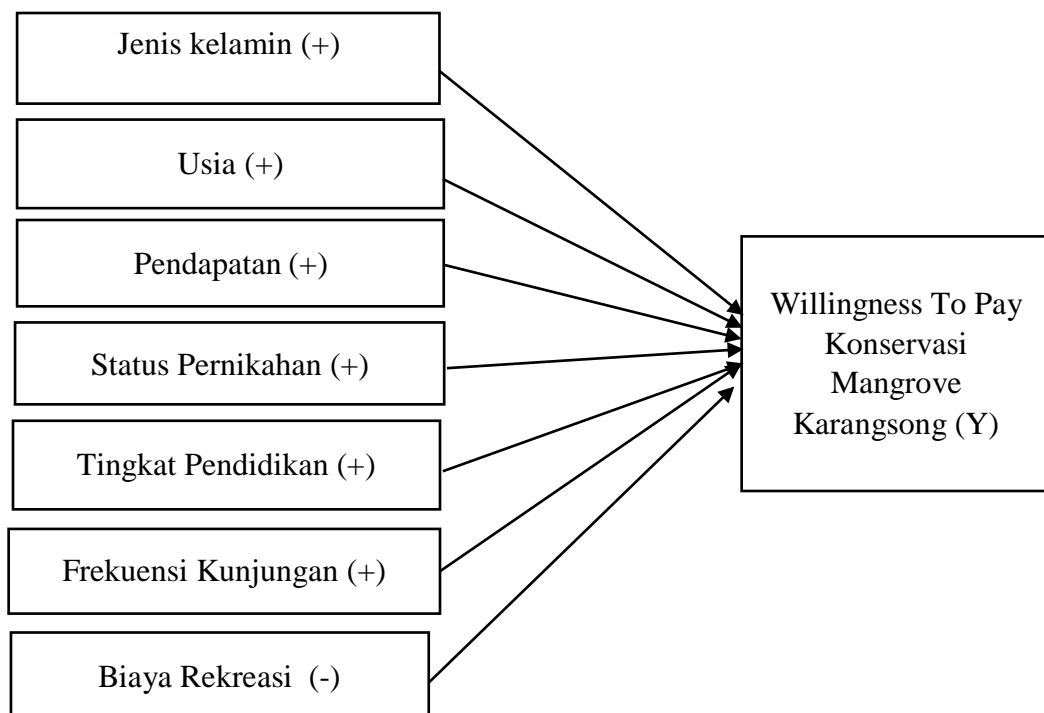 Jenis kelamin (+)
Usia (+)
Pendapatan (+)
Status Pernikahan (+)
Tingkat Pendidikan (+)
Frekuensi Kunjungan (+)
Biaya Rekreasi (-)
Willingness To Pay
Konservasi
Mangrove
Karangsong (Y)